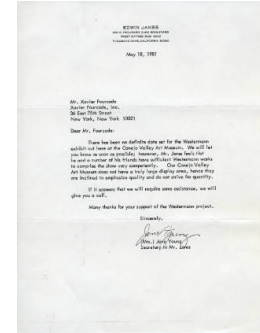 EDWIN JANSS
May 18, 1981
Mr. Xavier Fourcade
Xavier Fourcade, Inc.
36 East 75th Street
New York, New York 10021
Dear Mr. Fourcade:
There has been no definite date set for the Westermann
exhibit out here at the Conejo Valley Art Museum. We will let
you know as soon as possible; however, Mr. Janss feels that
he and a number of his friends have sufficient Westermann works
to comprise the show very competently. Our Conejo Valley
Art Museum does not have a truly large display area, hence they
are inclined to emphasize quality and do not strive for quantity.
If it appears that we will require some assistance, we will
give you a call.
Many thanks for your support of the Westermann project.
Sincerely,
Young
Secretary to Mr. Janss